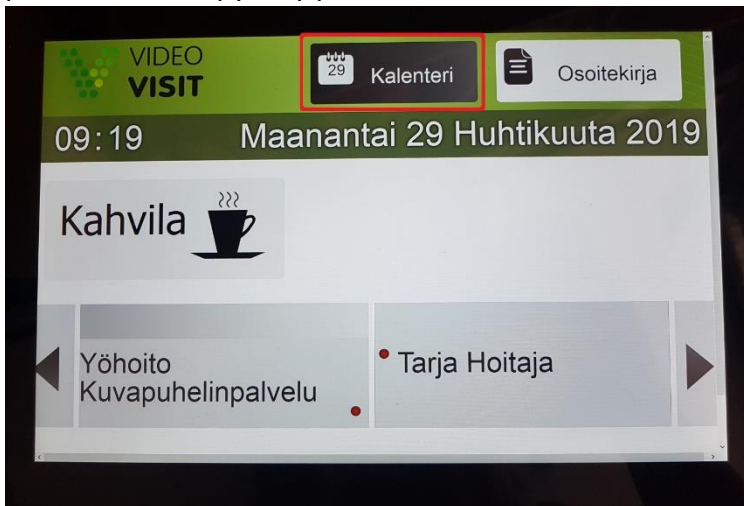 VIDEO
VISIT
29
Kalenteri
Osoitekirja
09:19
Maanantai 29 Huhtikuuta 2019
Kahvila
Yöhoito
Kuvapuhelinpalvelu
Tarja Hoitaja